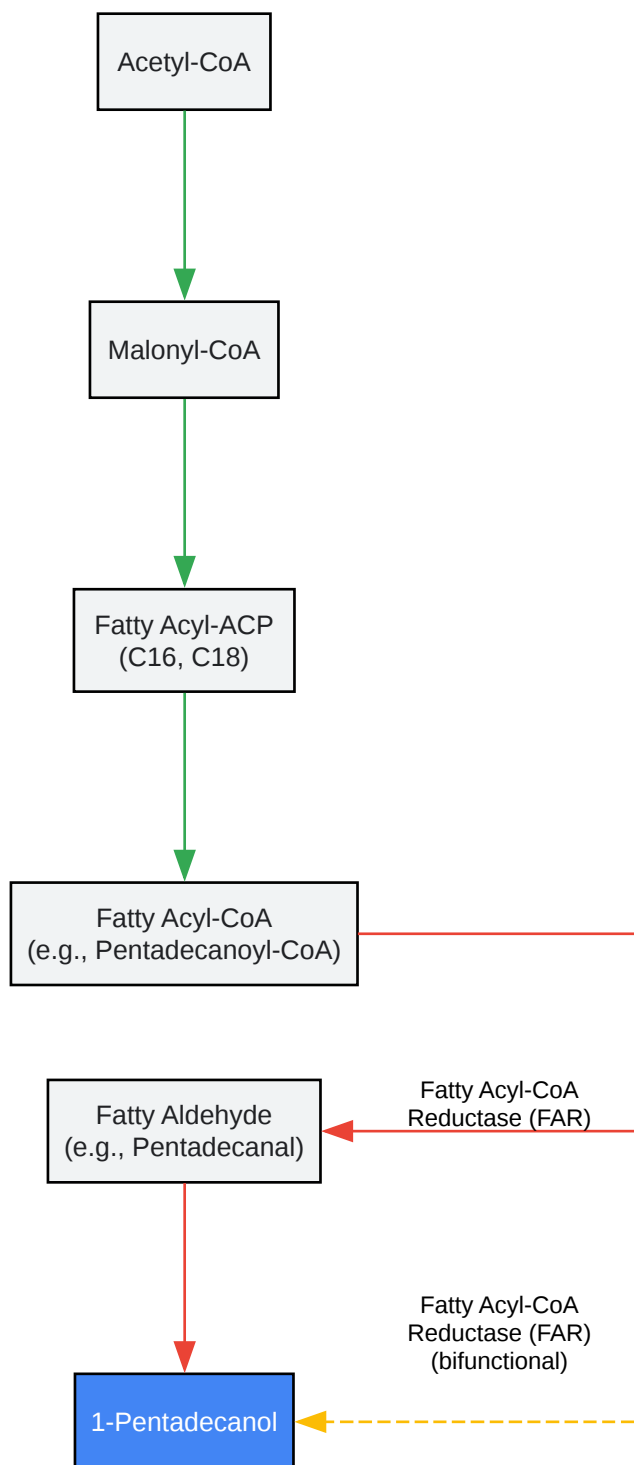 Acetyl-CoA
Malonyl-CoA
Fatty Acyl-ACP
(C16, C18)
Fatty Acyl-CoA
(e.g., Pentadecanoyl-CoA)
Fatty Aldehyde
(e.g., Pentadecanal)
Fatty Acyl-CoA
Reductase (FAR)
Fatty Acyl-CoA
Reductase (FAR)
(bifunctional)
1-Pentadecanol